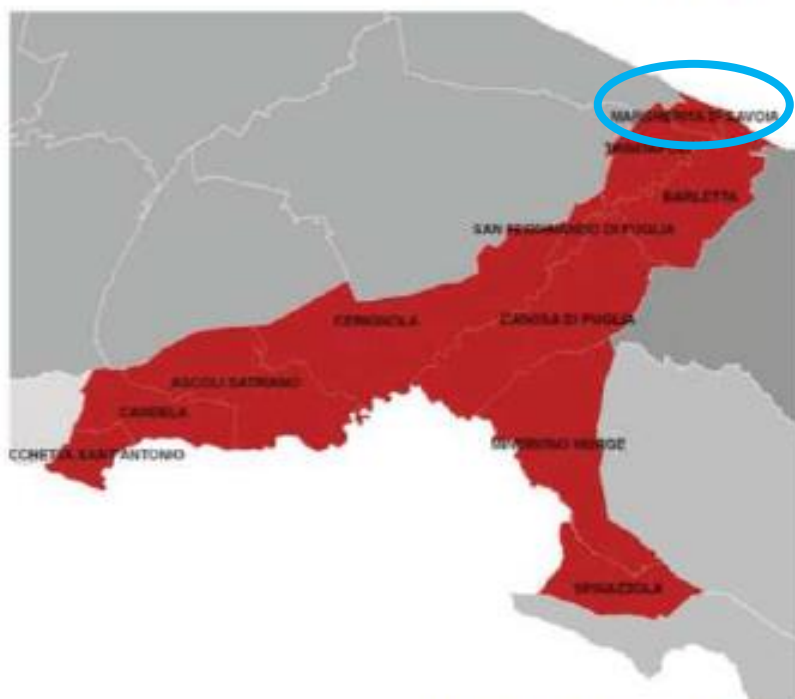 MARGHERITA DI SAVOIA
BARLETTA
SAN FERDINANDO DI PUGLIA
CERIGNOLA
CANOSA DI PUGLIA
ASCOLI SATRIANO
CANDELA
CCHETTA SANT'ANTONIO
MINERVINO MURGE
SPINAZZOLA